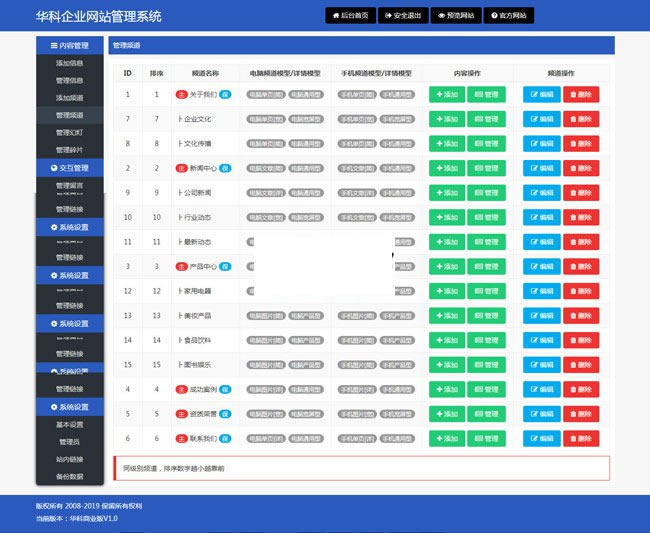 华科企业网站管理系统
后台首页 安全退出 预览网站 官方网站
内容管理
添加信息
管理信息
添加频道
管理频道
管理幻灯
管理碎片
交互管理
管理留言
管理链接
系统设置
管理链接
系统设置
管理链接
系统设置
管理链接
系统设置
管理链接
系统设置
基本设置
管理员
站内链接
备份数据
管理频道
ID 排序 频道名称 电脑频道模型/详情模型 手机频道模型/详情模型 内容操作 频道操作
1 1 主 关于我们 保 电脑单页(简) 电脑通用型 手机单页(简) 手机通用型 添加 管理 编辑 删除
7 7 ├ 企业文化 电脑单页(宽) 电脑宽屏型 手机单页(宽) 手机宽屏型 添加 管理 编辑 删除
8 8 ├ 文化传播 电脑单页(简) 电脑通用型 手机单页(简) 手机通用型 添加 管理 编辑 删除
2 2 主 新闻中心 保 电脑文章(简) 电脑通用型 手机文章(简) 手机通用型 添加 管理 编辑 删除
9 9 ├ 公司新闻 电脑文章(详) 电脑通用型 手机文章(详) 手机通用型 添加 管理 编辑 删除
10 10 ├ 行业动态 电脑文章(宽) 电脑宽屏型 手机文章(宽) 手机宽屏型 添加 管理 编辑 删除
11 11 ├ 最新动态 通用型 添加 管理 编辑 删除
3 3 主 产品中心 保 产品型 添加 管理 编辑 删除
12 12 ├ 家用电器 产品型 添加 管理 编辑 删除
13 13 ├ 美妆产品 电脑图片(简) 电脑产品型 手机图片(简) 手机产品型 添加 管理 编辑 删除
14 14 ├ 食品饮料 电脑图片(简) 电脑产品型 手机图片(简) 手机产品型 添加 管理 编辑 删除
15 15 ├ 图书娱乐 电脑图片(简) 电脑产品型 手机图片(简) 手机产品型 添加 管理 编辑 删除
4 4 主 成功案例 保 电脑图片(详) 电脑通用型 手机图片(详) 手机通用型 添加 管理 编辑 删除
5 5 主 资质荣誉 保 电脑图片(宽) 电脑宽屏型 手机图片(宽) 手机宽屏型 添加 管理 编辑 删除
6 6 主 联系我们 保 电脑单页(详) 电脑通用型 手机单页(详) 手机通用型 添加 管理 编辑 删除
同级别频道，排序数字越小越靠前
版权所有 2008-2019 保留所有权利
当前版本：华科商业版V1.0